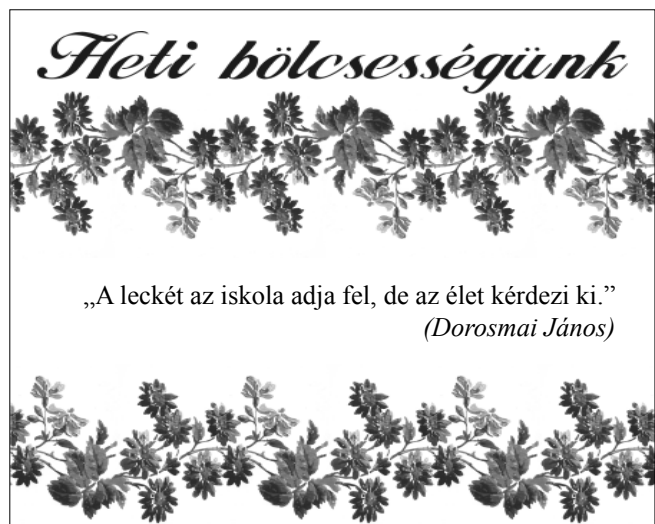 Heti bölcsességünk
„A leckét az iskola adja fel, de az élet kérdezi ki.”
(Dorosmai János)